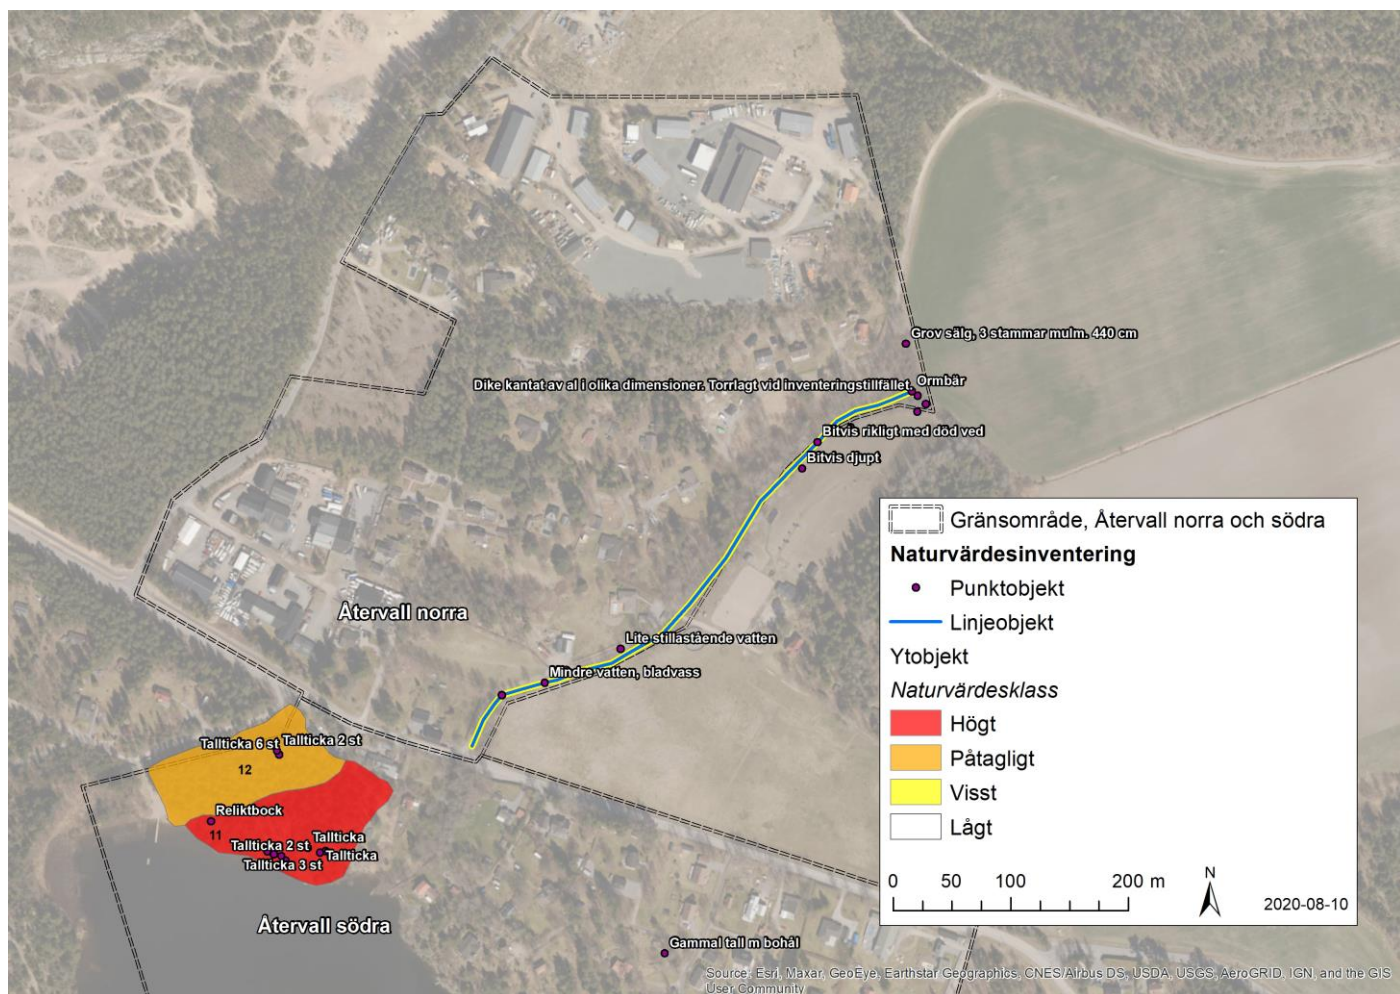 Grov sälg, 3 stammar mulm. 440 cm
Dike kantat av al i olika dimensioner. Torrlagt vid inventeringstillfället.
Ormbär
Bitvis rikligt med död ved
Bitvis djupt
Återvall norra
Lite stillastående vatten
Mindre vatten, bladvass
Tallticka 6 st
Tallticka 2 st
12
Reliktbock
11
Tallticka 2 st
Tallticka
Tallticka
Tallticka 3 st
Återvall södra
Gammal tall m bohål
Gränsområde, Återvall norra och södra
Naturvärdesinventering
Punktobjekt
Linjeobjekt
Ytobjekt
Naturvärdesklass
Högt
Påtagligt
Visst
Lågt
0 50 100 200 m
N
2020-08-10
Source: Esri, Maxar, GeoEye, Earthstar Geographics, CNES/Airbus DS, USDA, USGS, AeroGRID, IGN, and the GIS
User Community